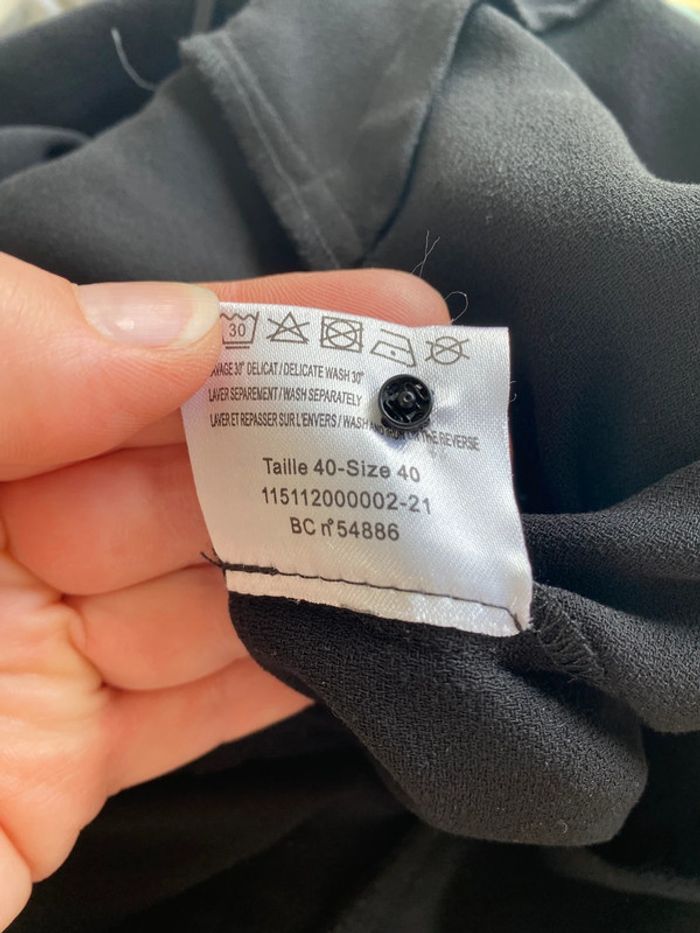 30
LAVAGE 30° DELICAT / DELICATE WASH 30°
LAVER SEPAREMENT / WASH SEPARATELY
LAVER ET REPASSER SUR L'ENVERS / WASH THE REVERSE
Taille 40-Size 40
115112000002-21
BC n°54886